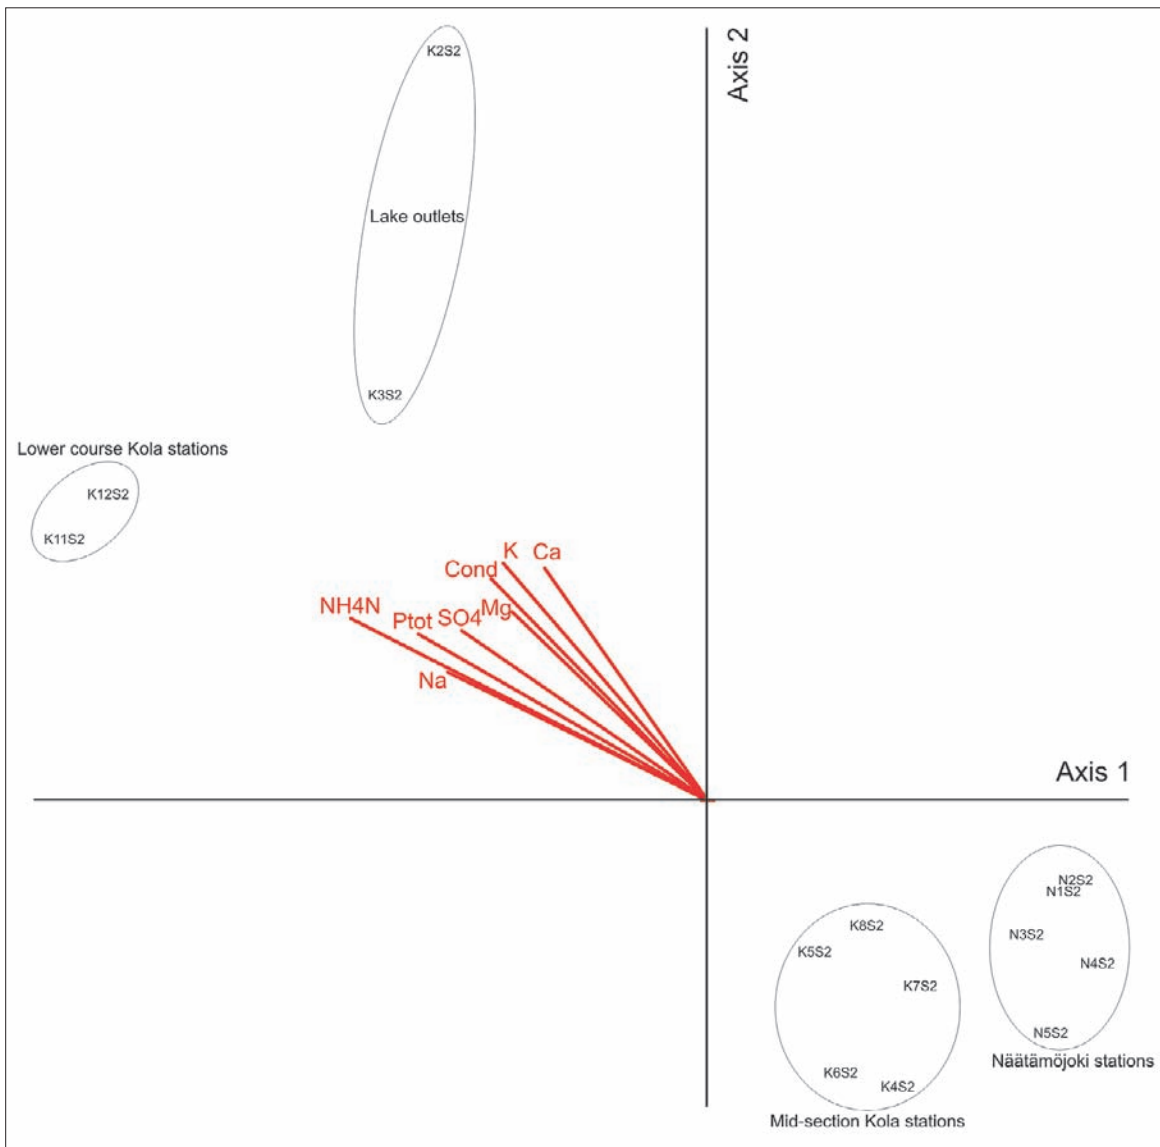 K2S2
Axis 2
Lake outlets
K3S2
Lower course Kola stations
K12S2
K11S2
K
Ca
Cond
NH4N
Ptot
SO4
Mg
Na
Axis 1
N2S2
N1S2
N3S2
N4S2
N5S2
Näätämöjoki stations
K8S2
K5S2
K7S2
K6S2
K4S2
Mid-section Kola stations